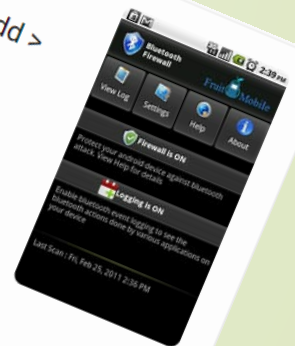 dd >
2:39 PM
Bluetooth
Firewall
Fruit Mobile
View Log
Settings
Help
About
Firewall is ON
Protect your android device against bluetooth
attack. View Help for details
Logging is ON
Enable bluetooth event logging to see the
bluetooth actions done by various applications on
your device
Last Scan : Fri, Feb 25, 2011 2:36 PM